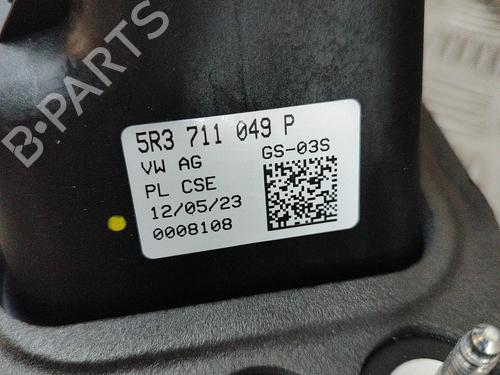 B-PARTS
5R3 711 049 P
VW AG GS-03S
PL CSE
12/05/23
0008108